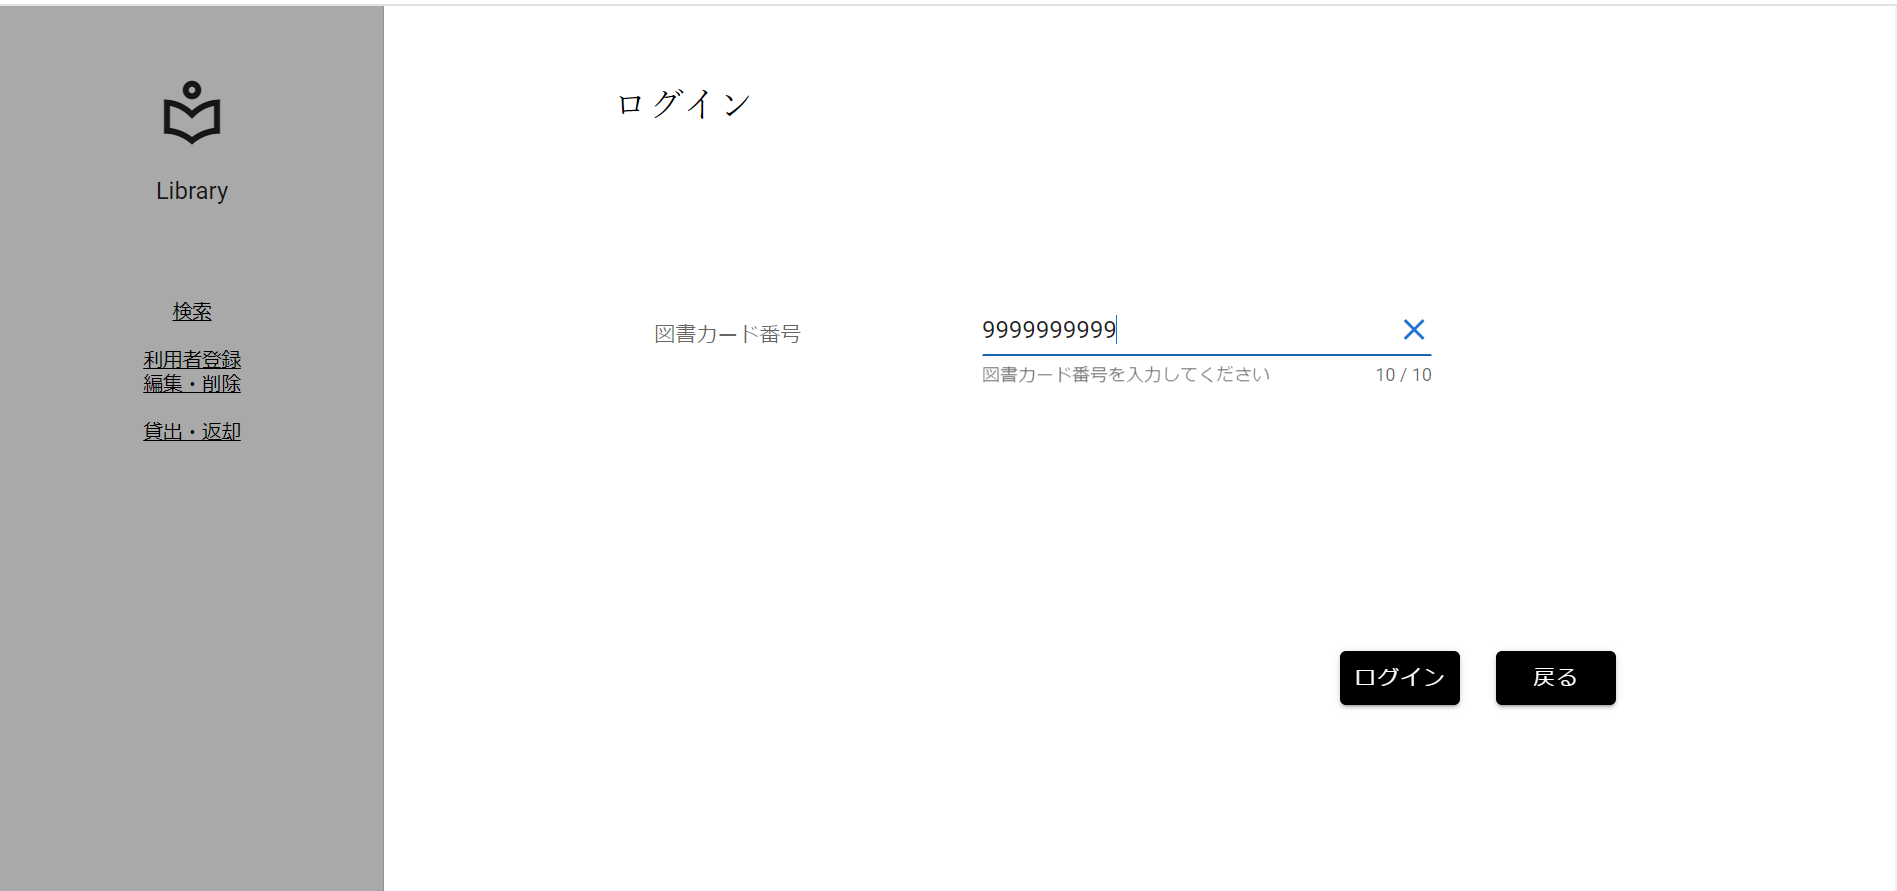 Library
検索
利用者登録
編集・削除
貸出・返却
ログイン
図書カード番号
9999999999
図書カード番号を入力してください
10 / 10
ログイン
戻る